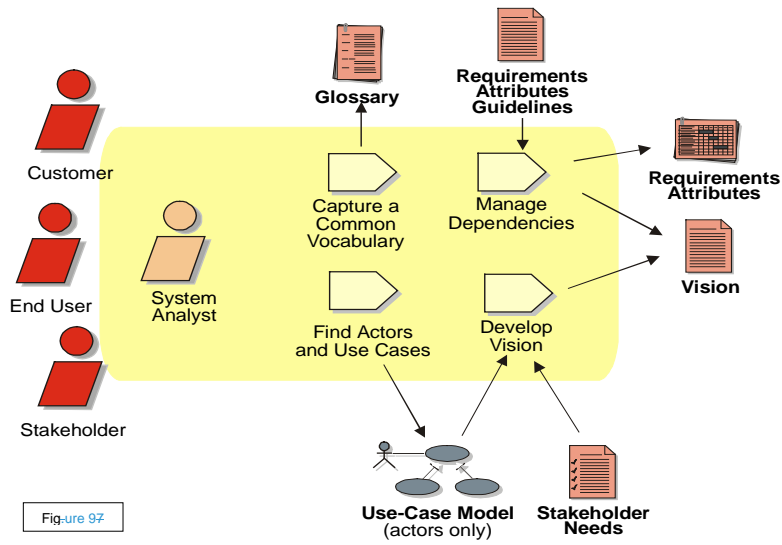 Glossary
Requirements
Attributes
Guidelines
Customer
Capture a
Common
Vocabulary
Manage
Dependencies
Requirements
Attributes
End User
System
Analyst
Find Actors
and Use Cases
Develop
Vision
Vision
Stakeholder
Use-Case Model
(actors only)
Stakeholder
Needs
Fig-ure 97